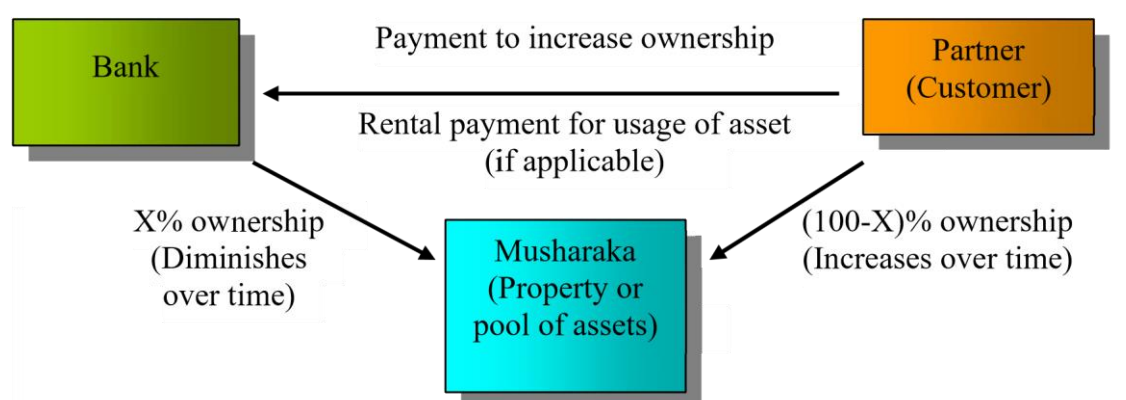 Bank
Payment to increase ownership
Partner
(Customer)
Rental payment for usage of asset
(if applicable)
X% ownership
(Diminishes
over time)
Musharaka
(Property or
pool of assets)
(100-X)% ownership
(Increases over time)